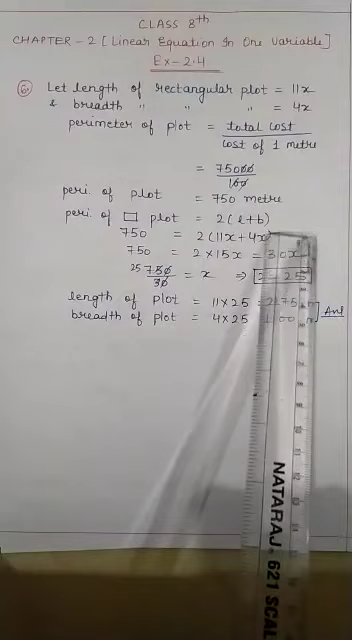 CLASS 8th
CHAPTER - 2 [Linear Equation In One Variable]
Ex - 2.4
6. Let length of rectangular plot = 11x
& breadth " " " = 4x
perimeter of plot = total cost / cost of 1 metre
= 75000 / 100
peri. of plot = 750 metre
peri. of ▭ plot = 2(l+b)
750 = 2(11x+4x)
750 = 2 × 15x = 30x
25 750/30 = x ⇒ x = 25
length of plot = 11×25 = 275 m
breadth of plot = 4×25 = 100 m ] Ans
NATARAJ 621 SCAL